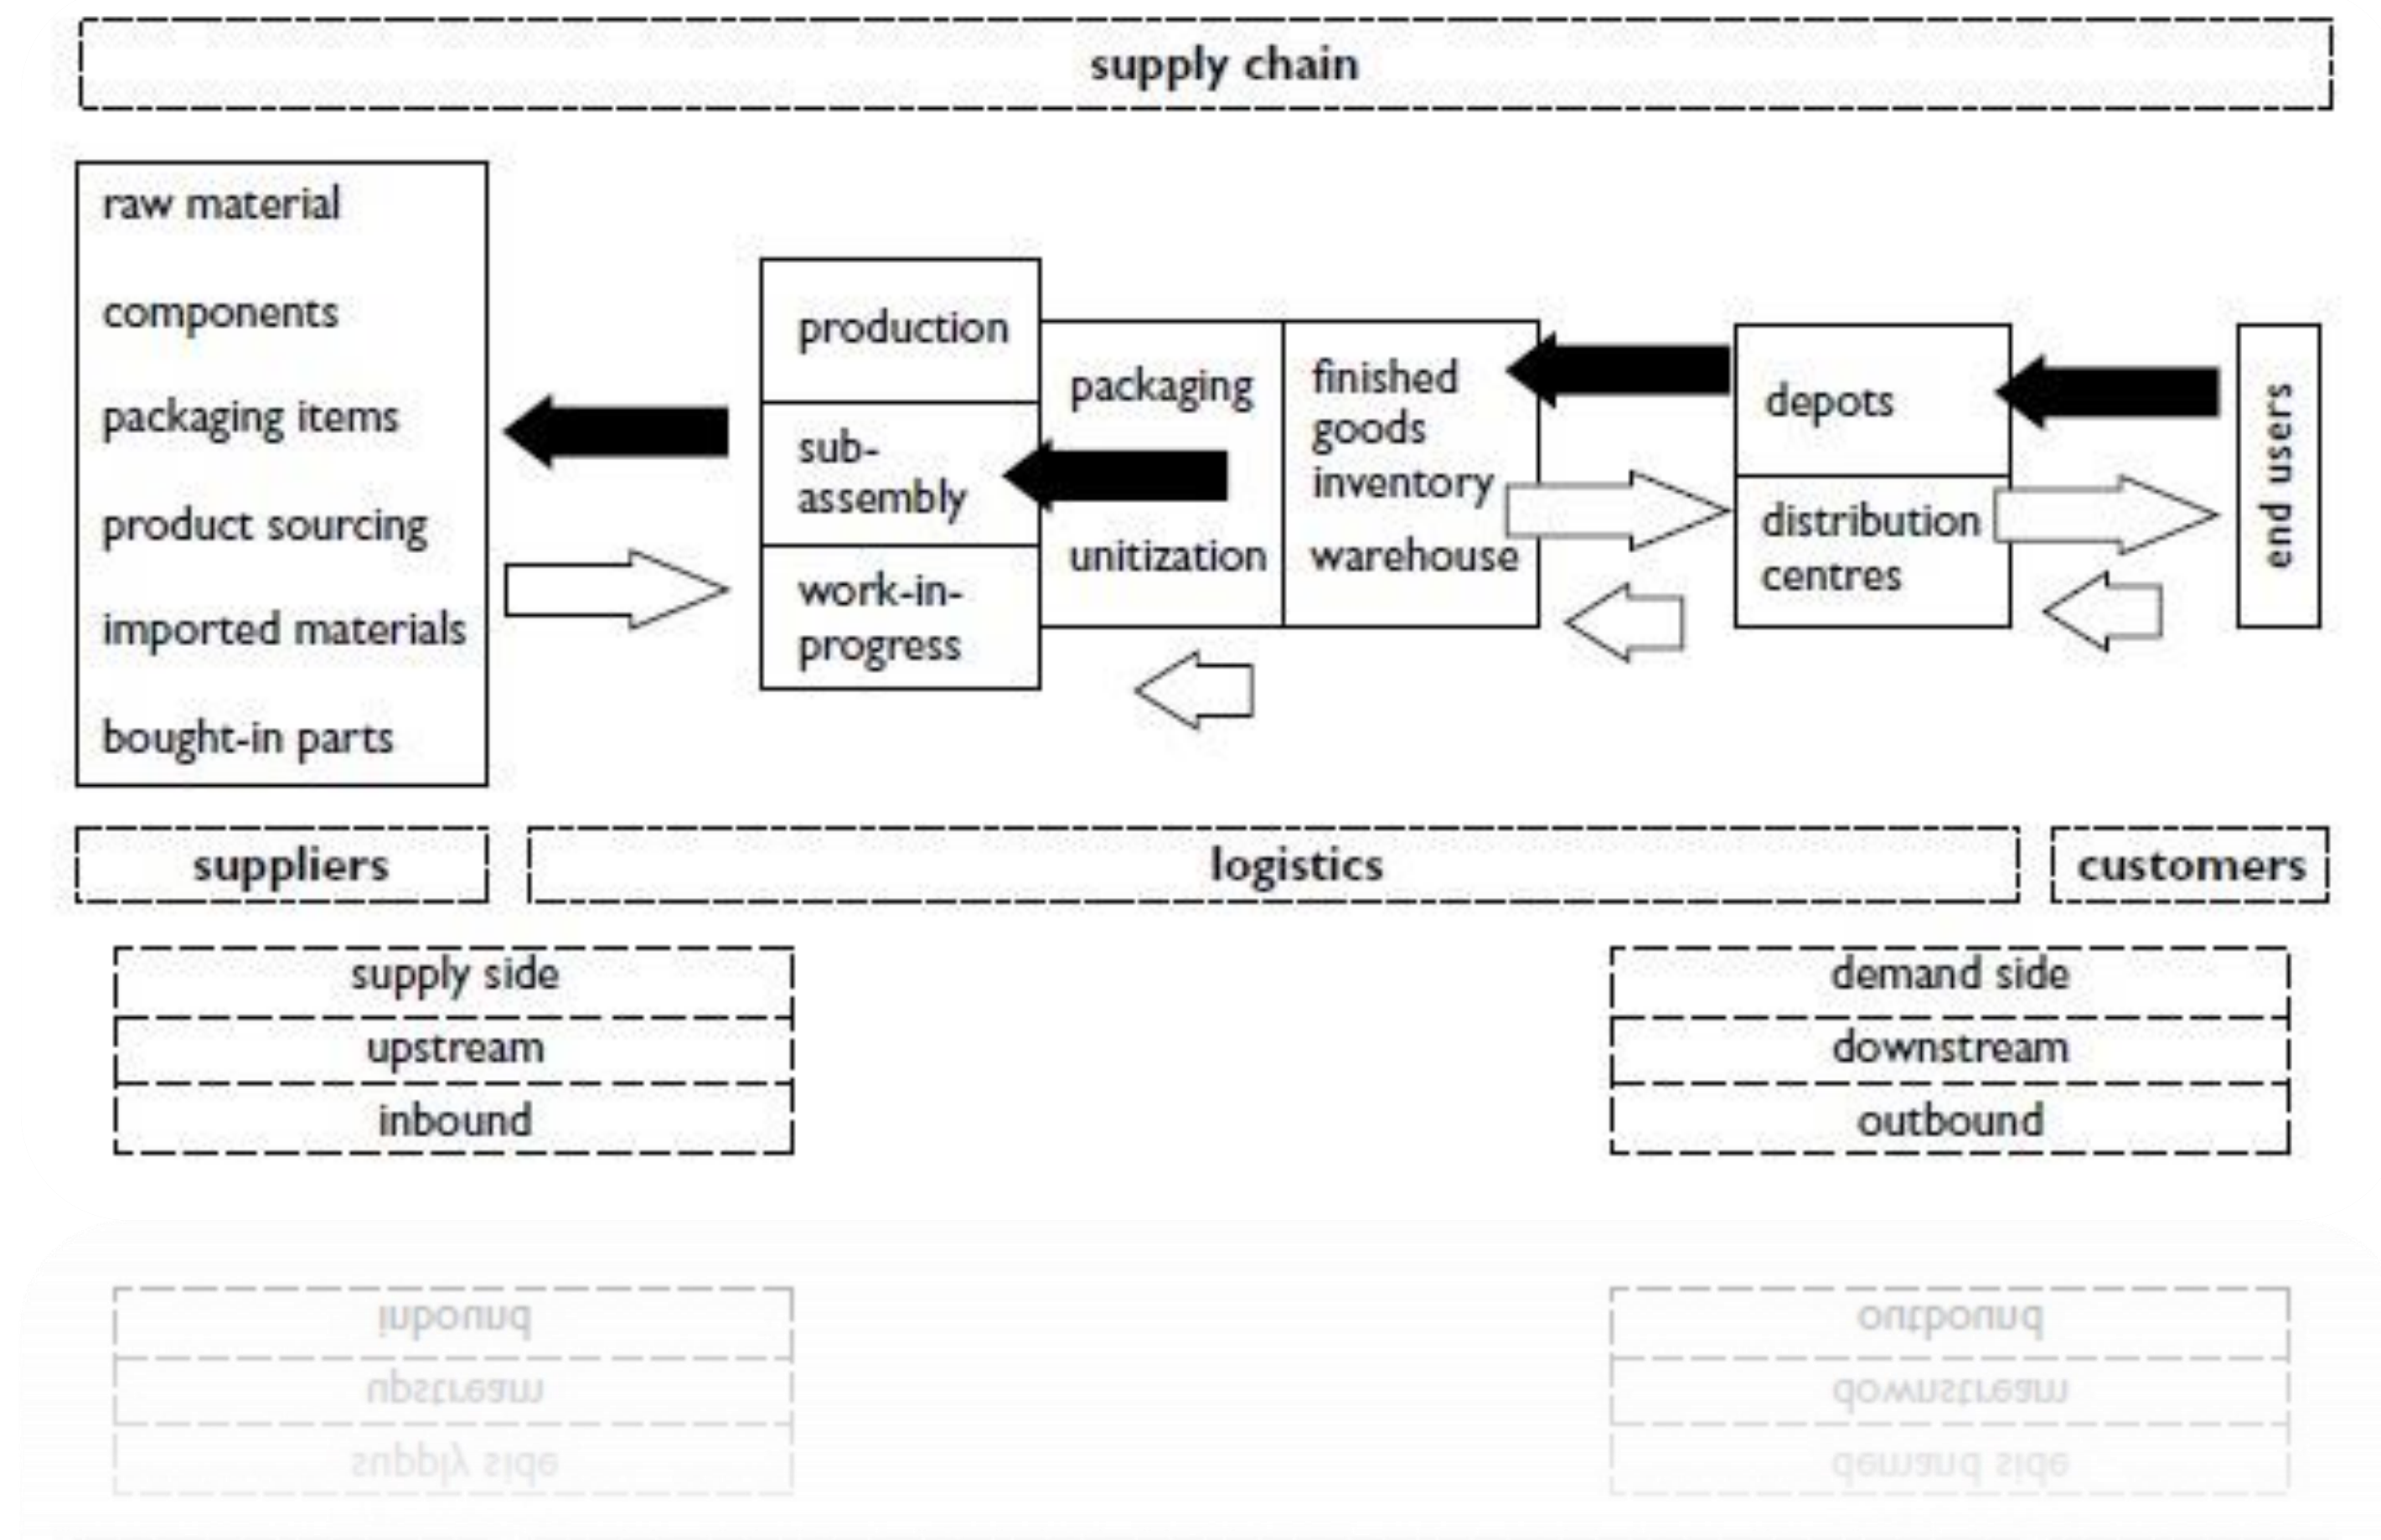 supply chain
raw material
components
packaging items
product sourcing
imported materials
bought-in parts
production
sub-
assembly
work-in-
progress
packaging
unitization
finished
goods
inventory
warehouse
depots
distribution
centres
end users
suppliers
logistics
customers
supply side
upstream
inbound
demand side
downstream
outbound
inbound
upstream
supply side
outbound
downstream
demand side